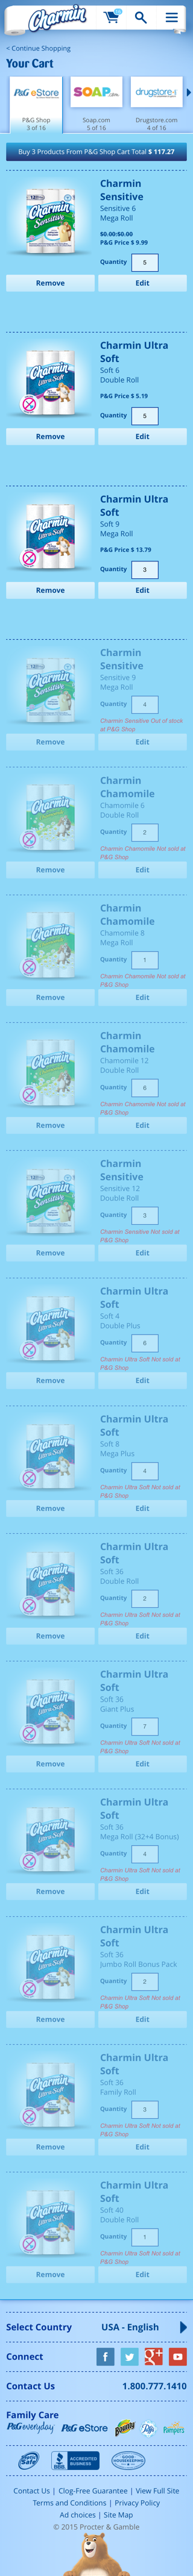 Charmin
< Continue Shopping
Your Cart
P&G eStore
SOAP.com
drugstore
P&G Shop
3 of 16
Soap.com
5 of 16
Drugstore.com
4 of 16
Buy 3 Products From P&G Shop Cart Total $ 117.27
Charmin
Sensitive
Sensitive 6
Mega Roll
$0.00-$0.00
P&G Price $ 9.99
Quantity 5
Remove Edit
Charmin Ultra
Soft
Soft 6
Double Roll
P&G Price $ 5.19
Quantity 5
Remove Edit
Charmin Ultra
Soft
Soft 9
Mega Roll
P&G Price $ 13.79
Quantity 3
Remove Edit
Charmin
Sensitive
Sensitive 9
Mega Roll
Quantity 4
Charmin Sensitive Out of stock
at P&G Shop
Remove Edit
Charmin
Chamomile
Chamomile 6
Double Roll
Quantity 2
Charmin Chamomile Not sold at
P&G Shop
Remove Edit
Charmin
Chamomile
Chamomile 8
Mega Roll
Quantity 1
Charmin Chamomile Not sold at
P&G Shop
Remove Edit
Charmin
Chamomile
Chamomile 12
Double Roll
Quantity 6
Charmin Chamomile Not sold at
P&G Shop
Remove Edit
Charmin
Sensitive
Sensitive 12
Double Roll
Quantity 3
Charmin Sensitive Not sold at
P&G Shop
Remove Edit
Charmin Ultra
Soft
Soft 4
Double Plus
Quantity 6
Charmin Ultra Soft Not sold at
P&G Shop
Remove Edit
Charmin Ultra
Soft
Soft 8
Mega Plus
Quantity 4
Charmin Ultra Soft Not sold at
P&G Shop
Remove Edit
Charmin Ultra
Soft
Soft 36
Double Roll
Quantity 2
Charmin Ultra Soft Not sold at
P&G Shop
Remove Edit
Charmin Ultra
Soft
Soft 36
Giant Plus
Quantity 7
Charmin Ultra Soft Not sold at
P&G Shop
Remove Edit
Charmin Ultra
Soft
Soft 36
Mega Roll (32+4 Bonus)
Quantity 4
Charmin Ultra Soft Not sold at
P&G Shop
Remove Edit
Charmin Ultra
Soft
Soft 36
Jumbo Roll Bonus Pack
Quantity 2
Charmin Ultra Soft Not sold at
P&G Shop
Remove Edit
Charmin Ultra
Soft
Soft 36
Family Roll
Quantity 3
Charmin Ultra Soft Not sold at
P&G Shop
Remove Edit
Charmin Ultra
Soft
Soft 40
Double Roll
Quantity 1
Charmin Ultra Soft Not sold at
P&G Shop
Remove Edit
Select Country USA - English
Connect
Contact Us 1.800.777.1410
Family Care
P&G everyday P&G eStore Bounty Puffs Pampers
ACCREDITED
BUSINESS
GOOD HOUSEKEEPING
Contact Us | Clog-Free Guarantee | View Full Site
Terms and Conditions | Privacy Policy
Ad choices | Site Map
© 2015 Procter & Gamble